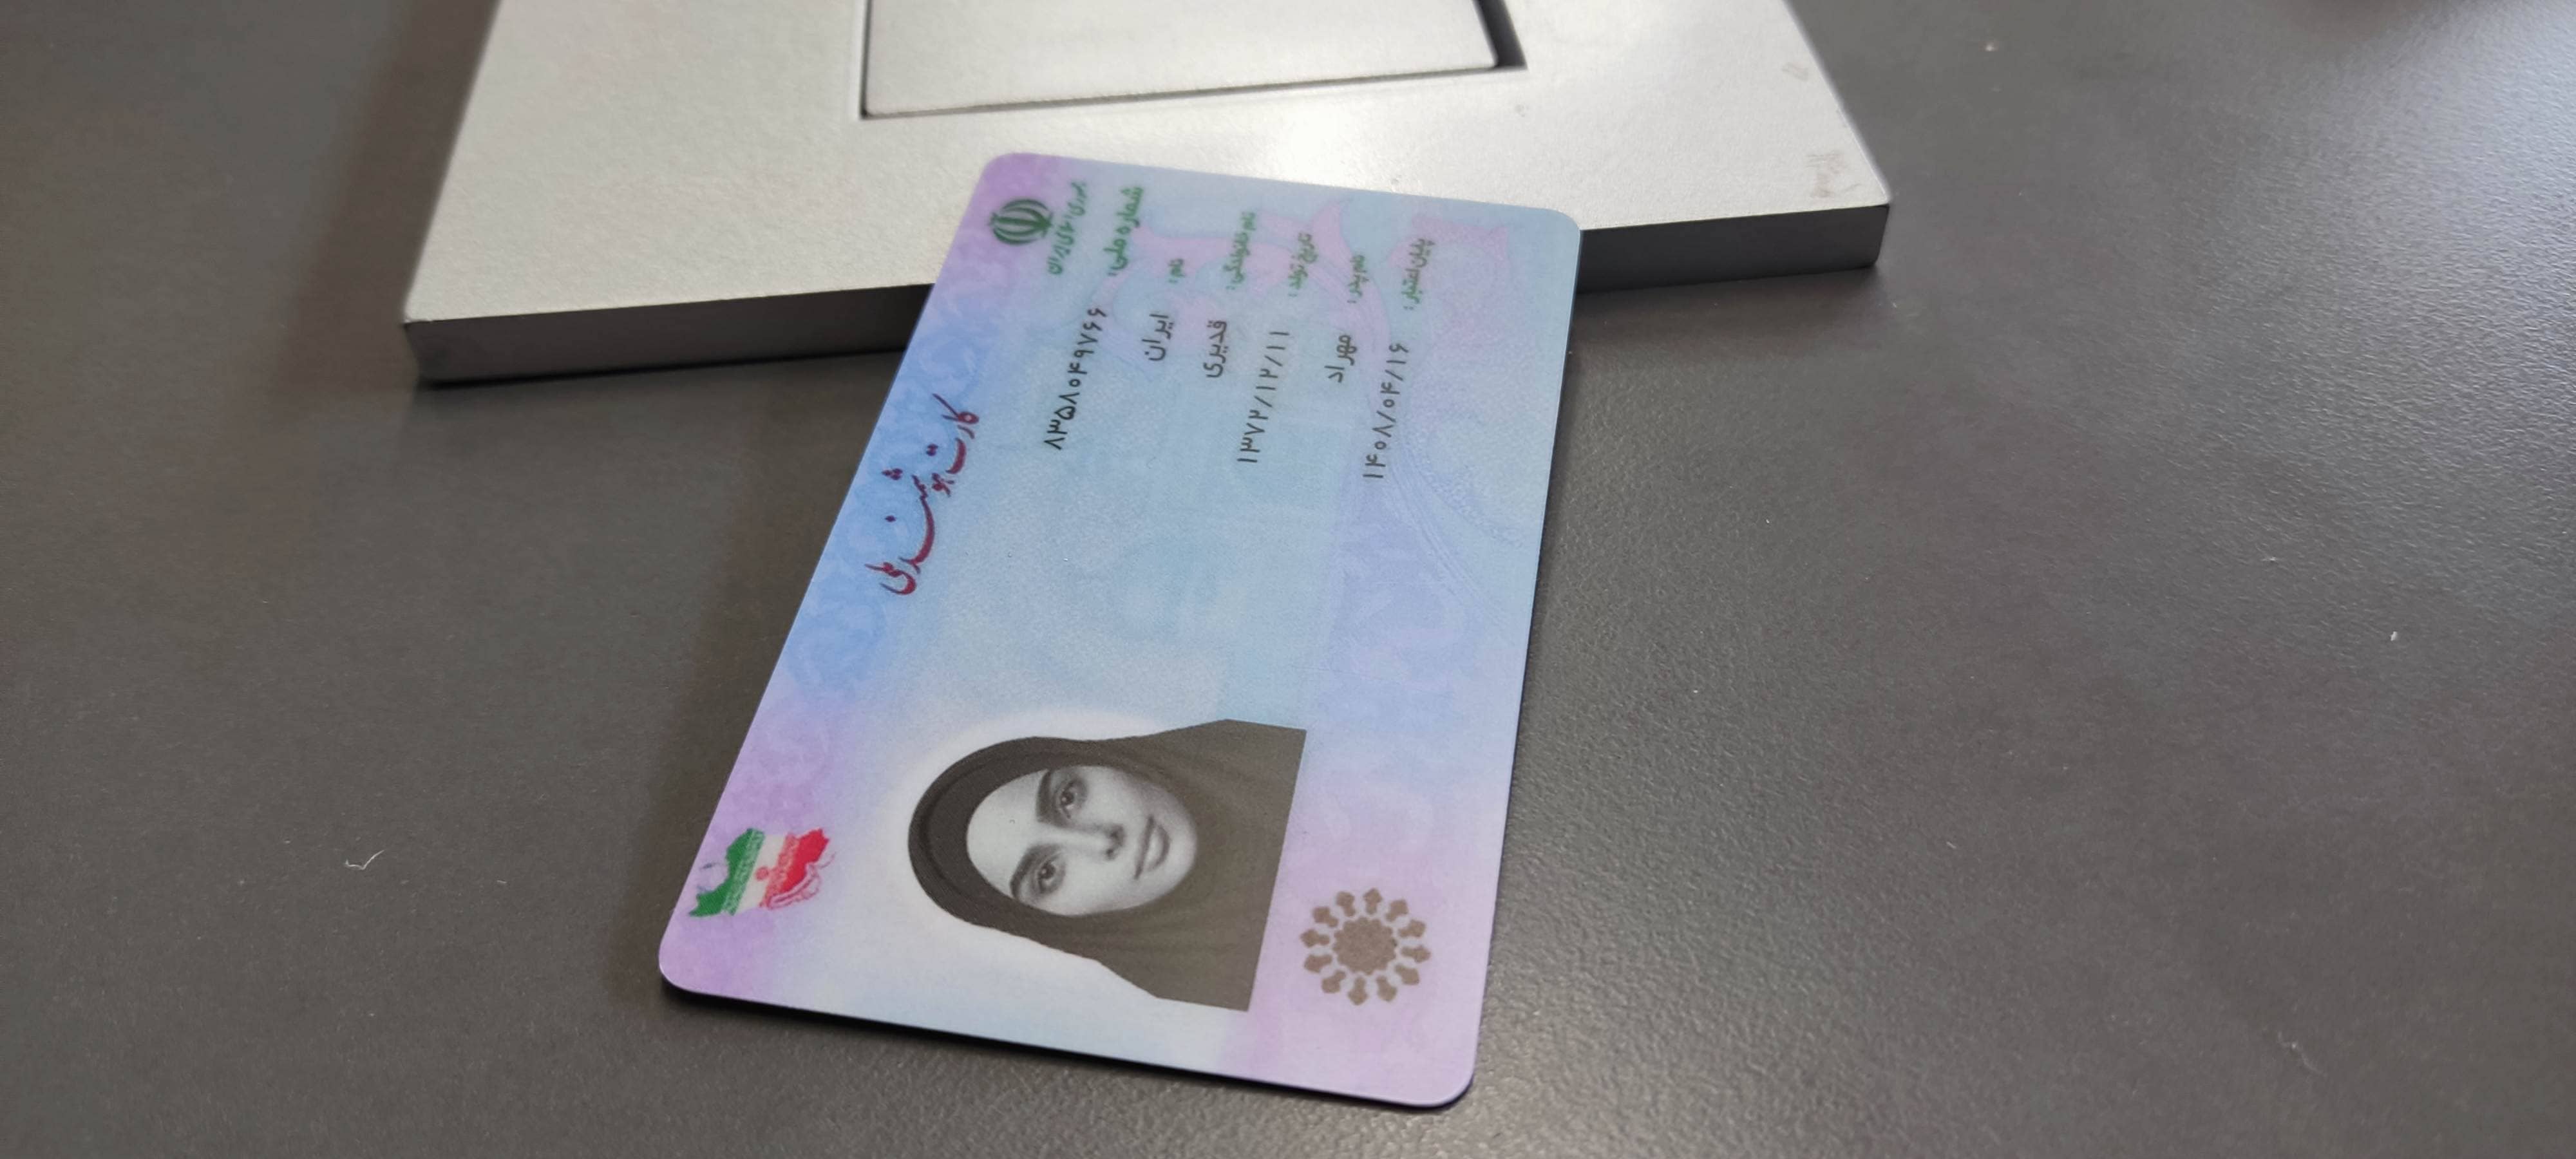 جمهوری اسلامی ایران
کارت هوشمند ملی
شماره ملی: ۸۳۵۸۰۴۹۷۶۶
نام: ایران
نام خانوادگی: قدیری
تاریخ تولد: ۱۳۷۲/۱۲/۱۱
نام پدر: مهراد
پایان اعتبار: ۱۴۰۸/۰۴/۱۶